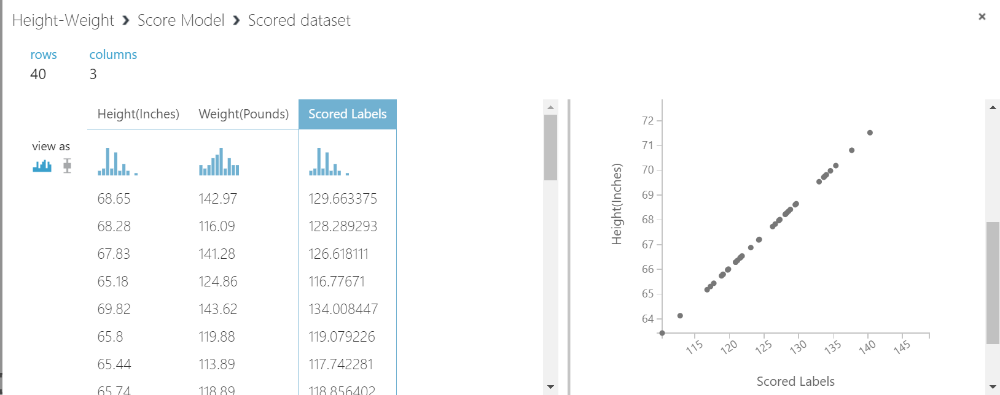 Height-Weight › Score Model › Scored dataset
rows columns
40 3
Height(Inches) Weight(Pounds) Scored Labels
view as
68.65 142.97 129.663375
68.28 116.09 128.289293
67.83 141.28 126.618111
65.18 124.86 116.77671
69.82 143.62 134.008447
65.8 119.88 119.079226
65.44 113.89 117.742281
65.74 118.89 118.856402
72
71
70
69
68
67
66
65
64
Height(Inches)
115 120 125 130 135 140 145
Scored Labels